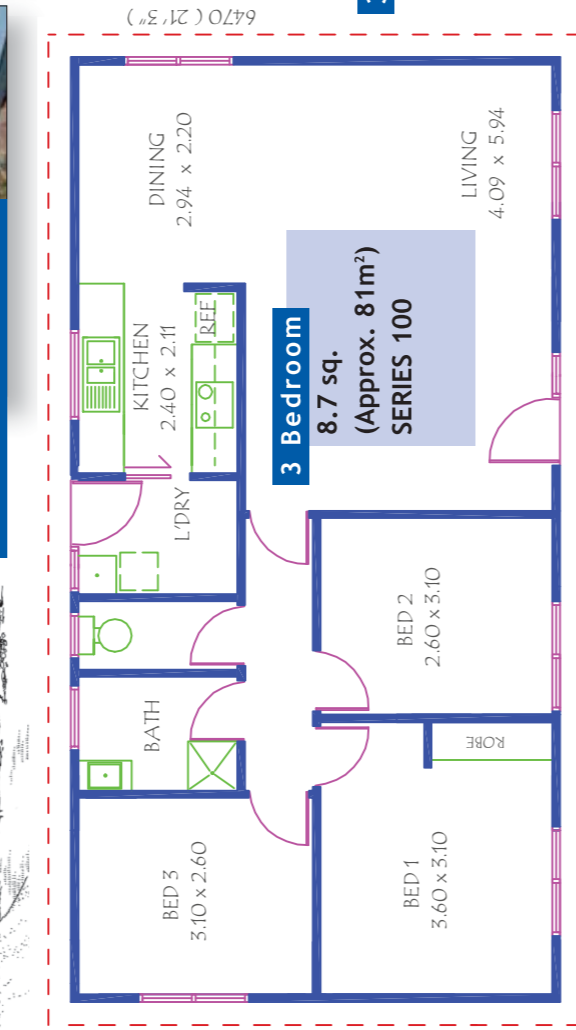 6470 ( 21'3" )
DINING
2.94 x 2.20
LIVING
4.09 x 5.94
KITCHEN
2.40 x 2.11
REF
3 Bedroom
8.7 sq.
(Approx. 81m²)
SERIES 100
L'DRY
BATH
BED 2
2.60 x 3.10
ROBE
BED 3
3.10 x 2.60
BED 1
3.60 x 3.10